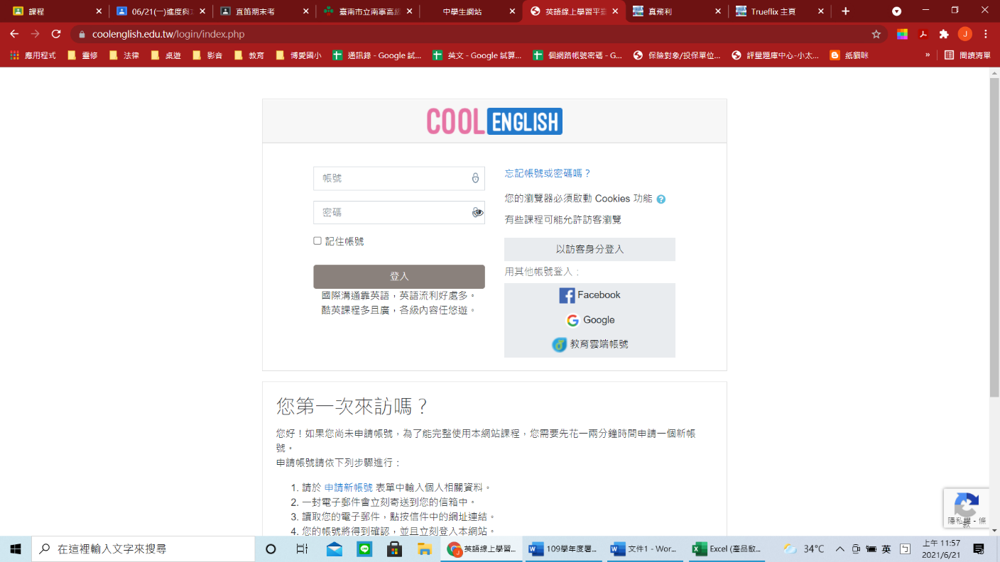 課程
06/21(一)進度與
直笛期末考
臺南市立南寧高
中學生網站
英語線上學習平
真飛利
Trueflix 主頁
coolenglish.edu.tw/login/index.php
J
應用程式
靈修
法律
桌遊
影音
教育
博愛國小
通訊錄 - Google 試...
英文 - Google 試算...
個網路帳號密碼 - G...
保險對象/投保單位...
評量題庫中心-小太...
紙貓咪
»
閱讀清單
COOL ENGLISH
帳號
密碼
記住帳號
登入
國際溝通靠英語，英語流利好處多。
酷英課程多且廣，各級內容任悠遊。
忘記帳號或密碼嗎？
您的瀏覽器必須啟動 Cookies 功能
有些課程可能允許訪客瀏覽
以訪客身分登入
用其他帳號登入：
Facebook
Google
教育雲端帳號
您第一次來訪嗎？
您好！如果您尚未申請帳號，為了能完整使用本網站課程，您需要先花一兩分鐘時間申請一個新帳
號。
申請帳號請依下列步驟進行：
1. 請於 申請新帳號 表單中輸入個人相關資料。
2. 一封電子郵件會立刻寄送到您的信箱中。
3. 讀取您的電子郵件，點按信件中的網址連結。
4. 您的帳號將得到確認，並且立刻登入本網站。
隱私權 - 條
款
在這裡輸入文字來搜尋
英語線上學習...
109學年度署...
文件1 - Wor...
Excel (產品啟...
34°C
英
上午 11:57
2021/6/21